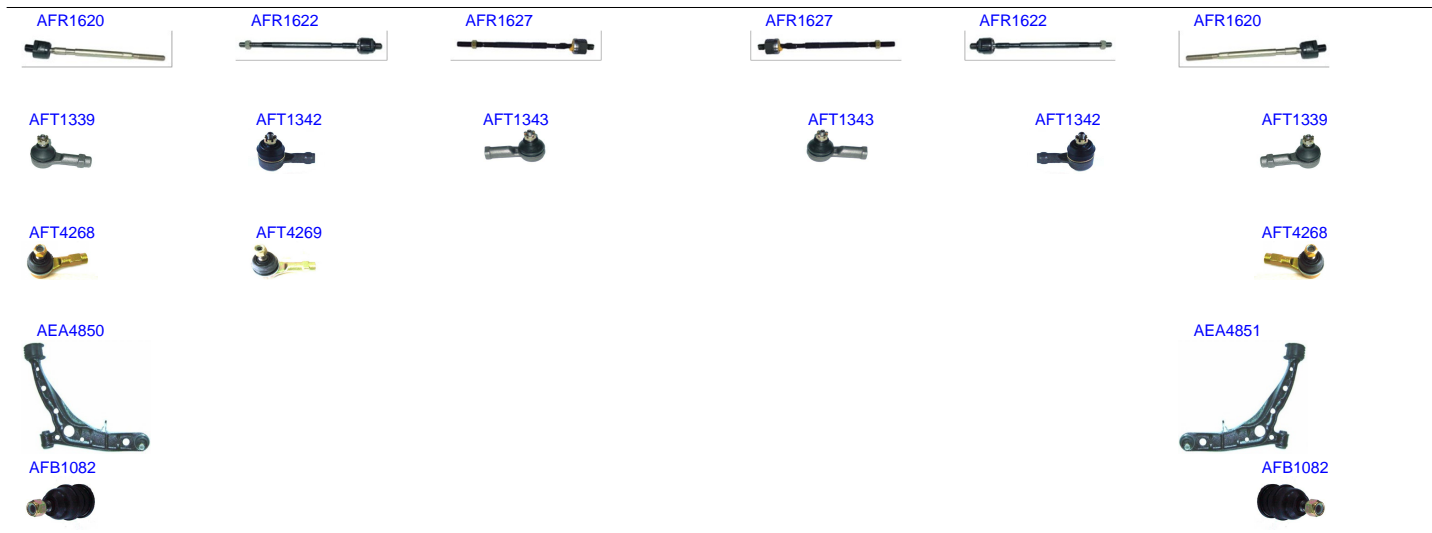 AFR1620 AFR1622 AFR1627 AFR1627 AFR1622 AFR1620
AFT1339 AFT1342 AFT1343 AFT1343 AFT1342 AFT1339
AFT4268 AFT4269 AFT4268
AEA4850 AEA4851
AFB1082 AFB1082